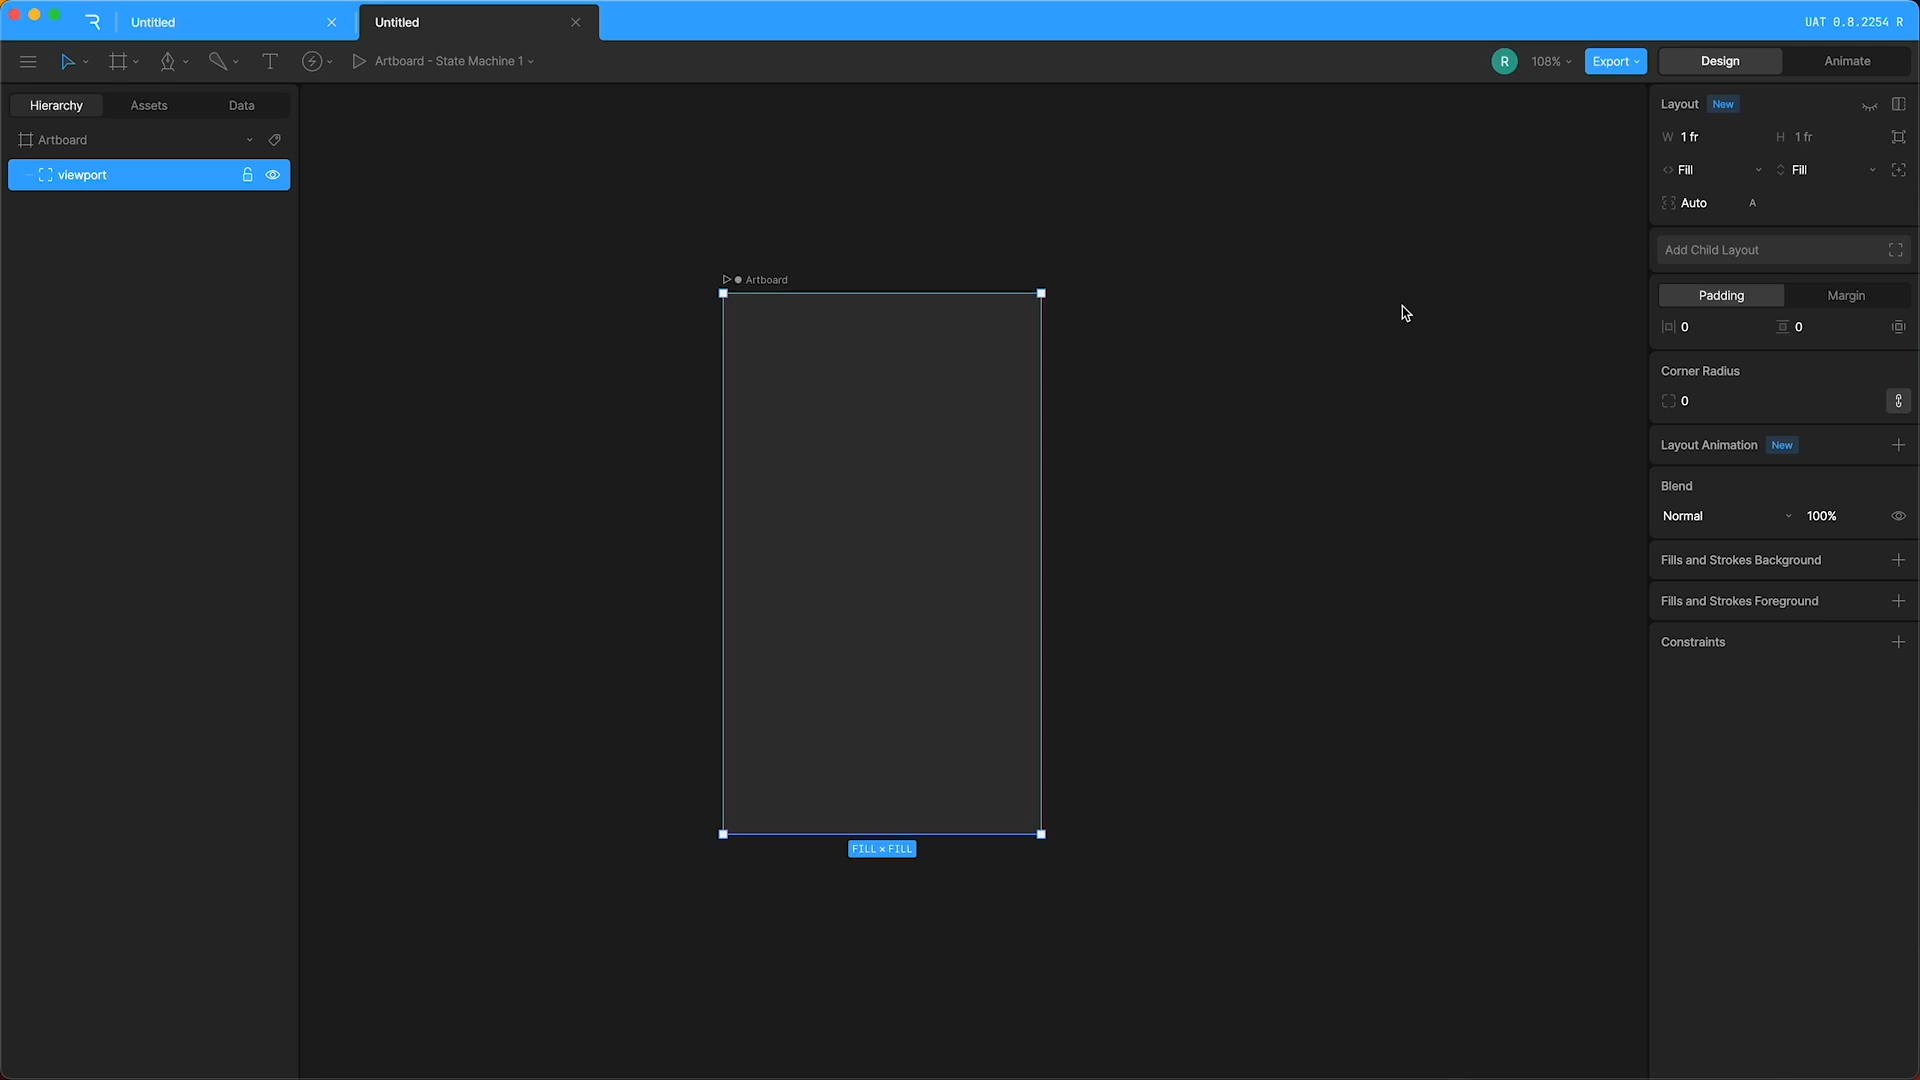 Untitled
Untitled
UAT 0.8.2254 R
T
Artboard - State Machine 1
R
108%
Export
Design
Animate
Hierarchy
Assets
Data
Artboard
viewport
Artboard
FILL × FILL
Layout New
W 1 fr
H 1 fr
Fill
Fill
Auto
A
Add Child Layout
Padding
Margin
0
0
Corner Radius
0
Layout Animation New
Blend
Normal
100%
Fills and Strokes Background
Fills and Strokes Foreground
Constraints